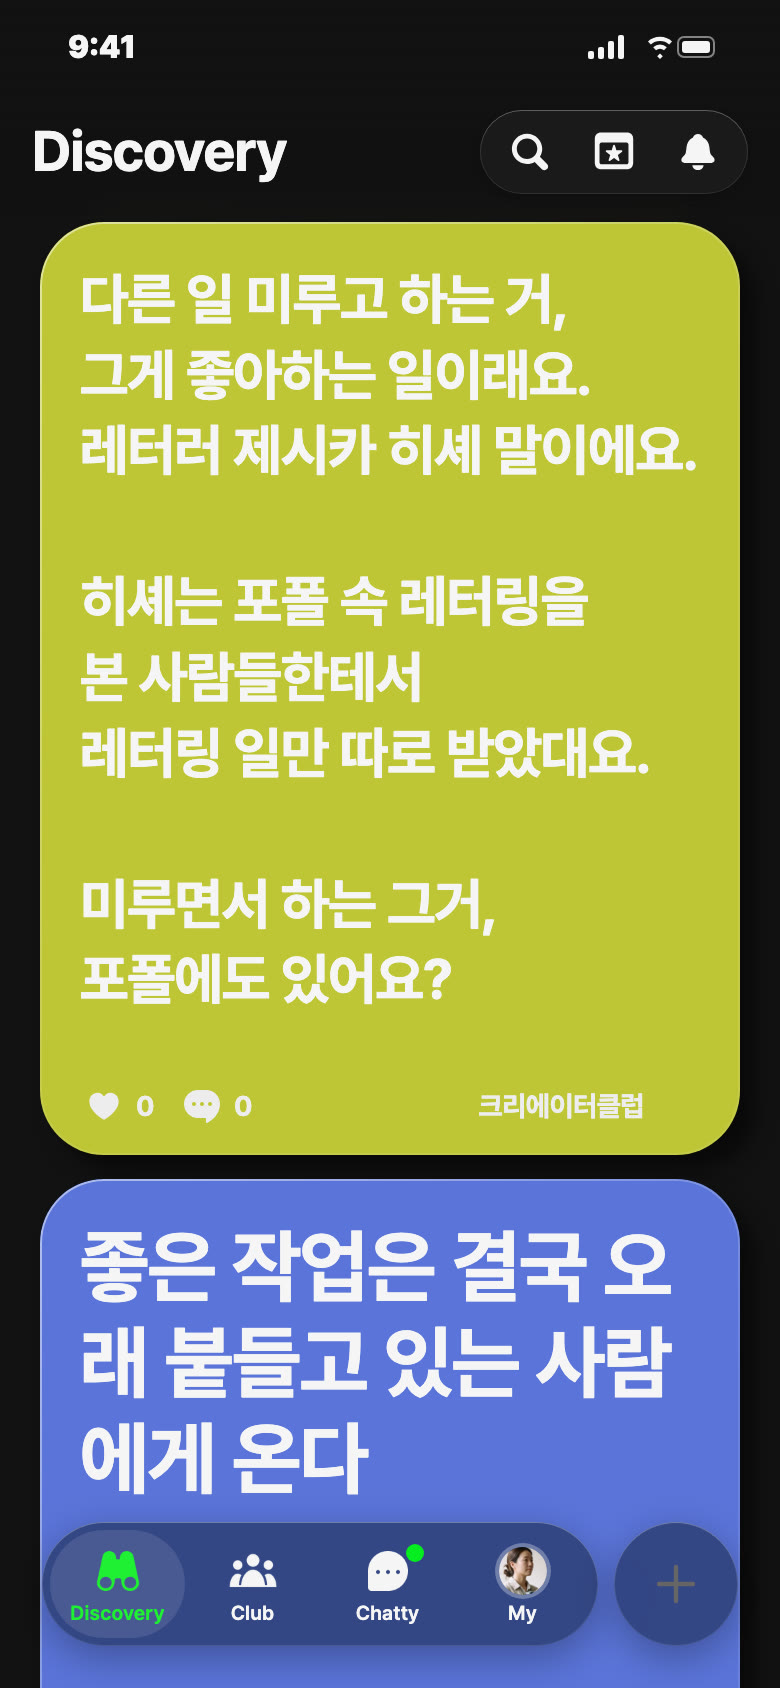 9:41
Discovery
다른 일 미루고 하는 거,
그게 좋아하는 일이래요.
레터러 제시카 히셰 말이에요.
히셰는 포폴 속 레터링을
본 사람들한테서
레터링 일만 따로 받았대요.
미루면서 하는 그거,
포폴에도 있어요?
0 0 크리에이터클럽
좋은 작업은 결국 오
래 붙들고 있는 사람
에게 온다
Discovery Club Chatty My